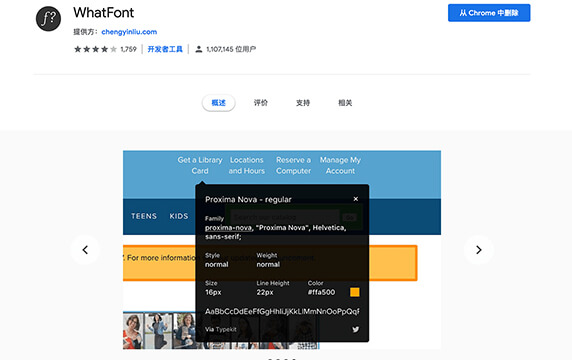 f?
WhatFont
从 Chrome 中删除
提供方： chengyinliu.com
1,759
开发者工具
1,107,145 位用户
概述
评价
支持
相关
Get a Library
Card
Locations
and Hours
Reserve a
Computer
Manage My
Account
TEENS
KIDS
For more information
Proxima Nova - regular
×
Family
proxima-nova, "Proxima Nova", Helvetica,
sans-serif;
Style
normal
Weight
normal
Size
16px
Line Height
22px
Color
#ffa500
AaBbCcDdEeFfGgHhIiJjKkLlMmNnOoPpQqF
Via Typekit